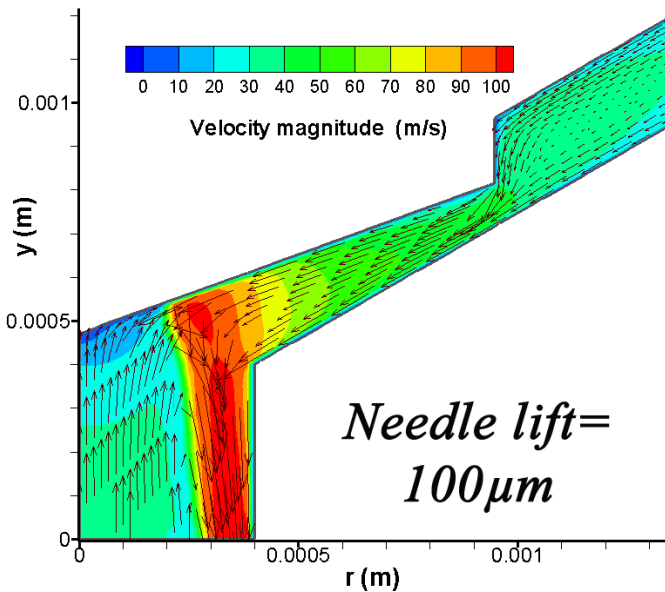 0 10 20 30 40 50 60 70 80 90 100
Velocity magnitude (m/s)
0.001
0.0005
0
y (m)
Needle lift=
100μm
0 0.0005 0.001
r (m)